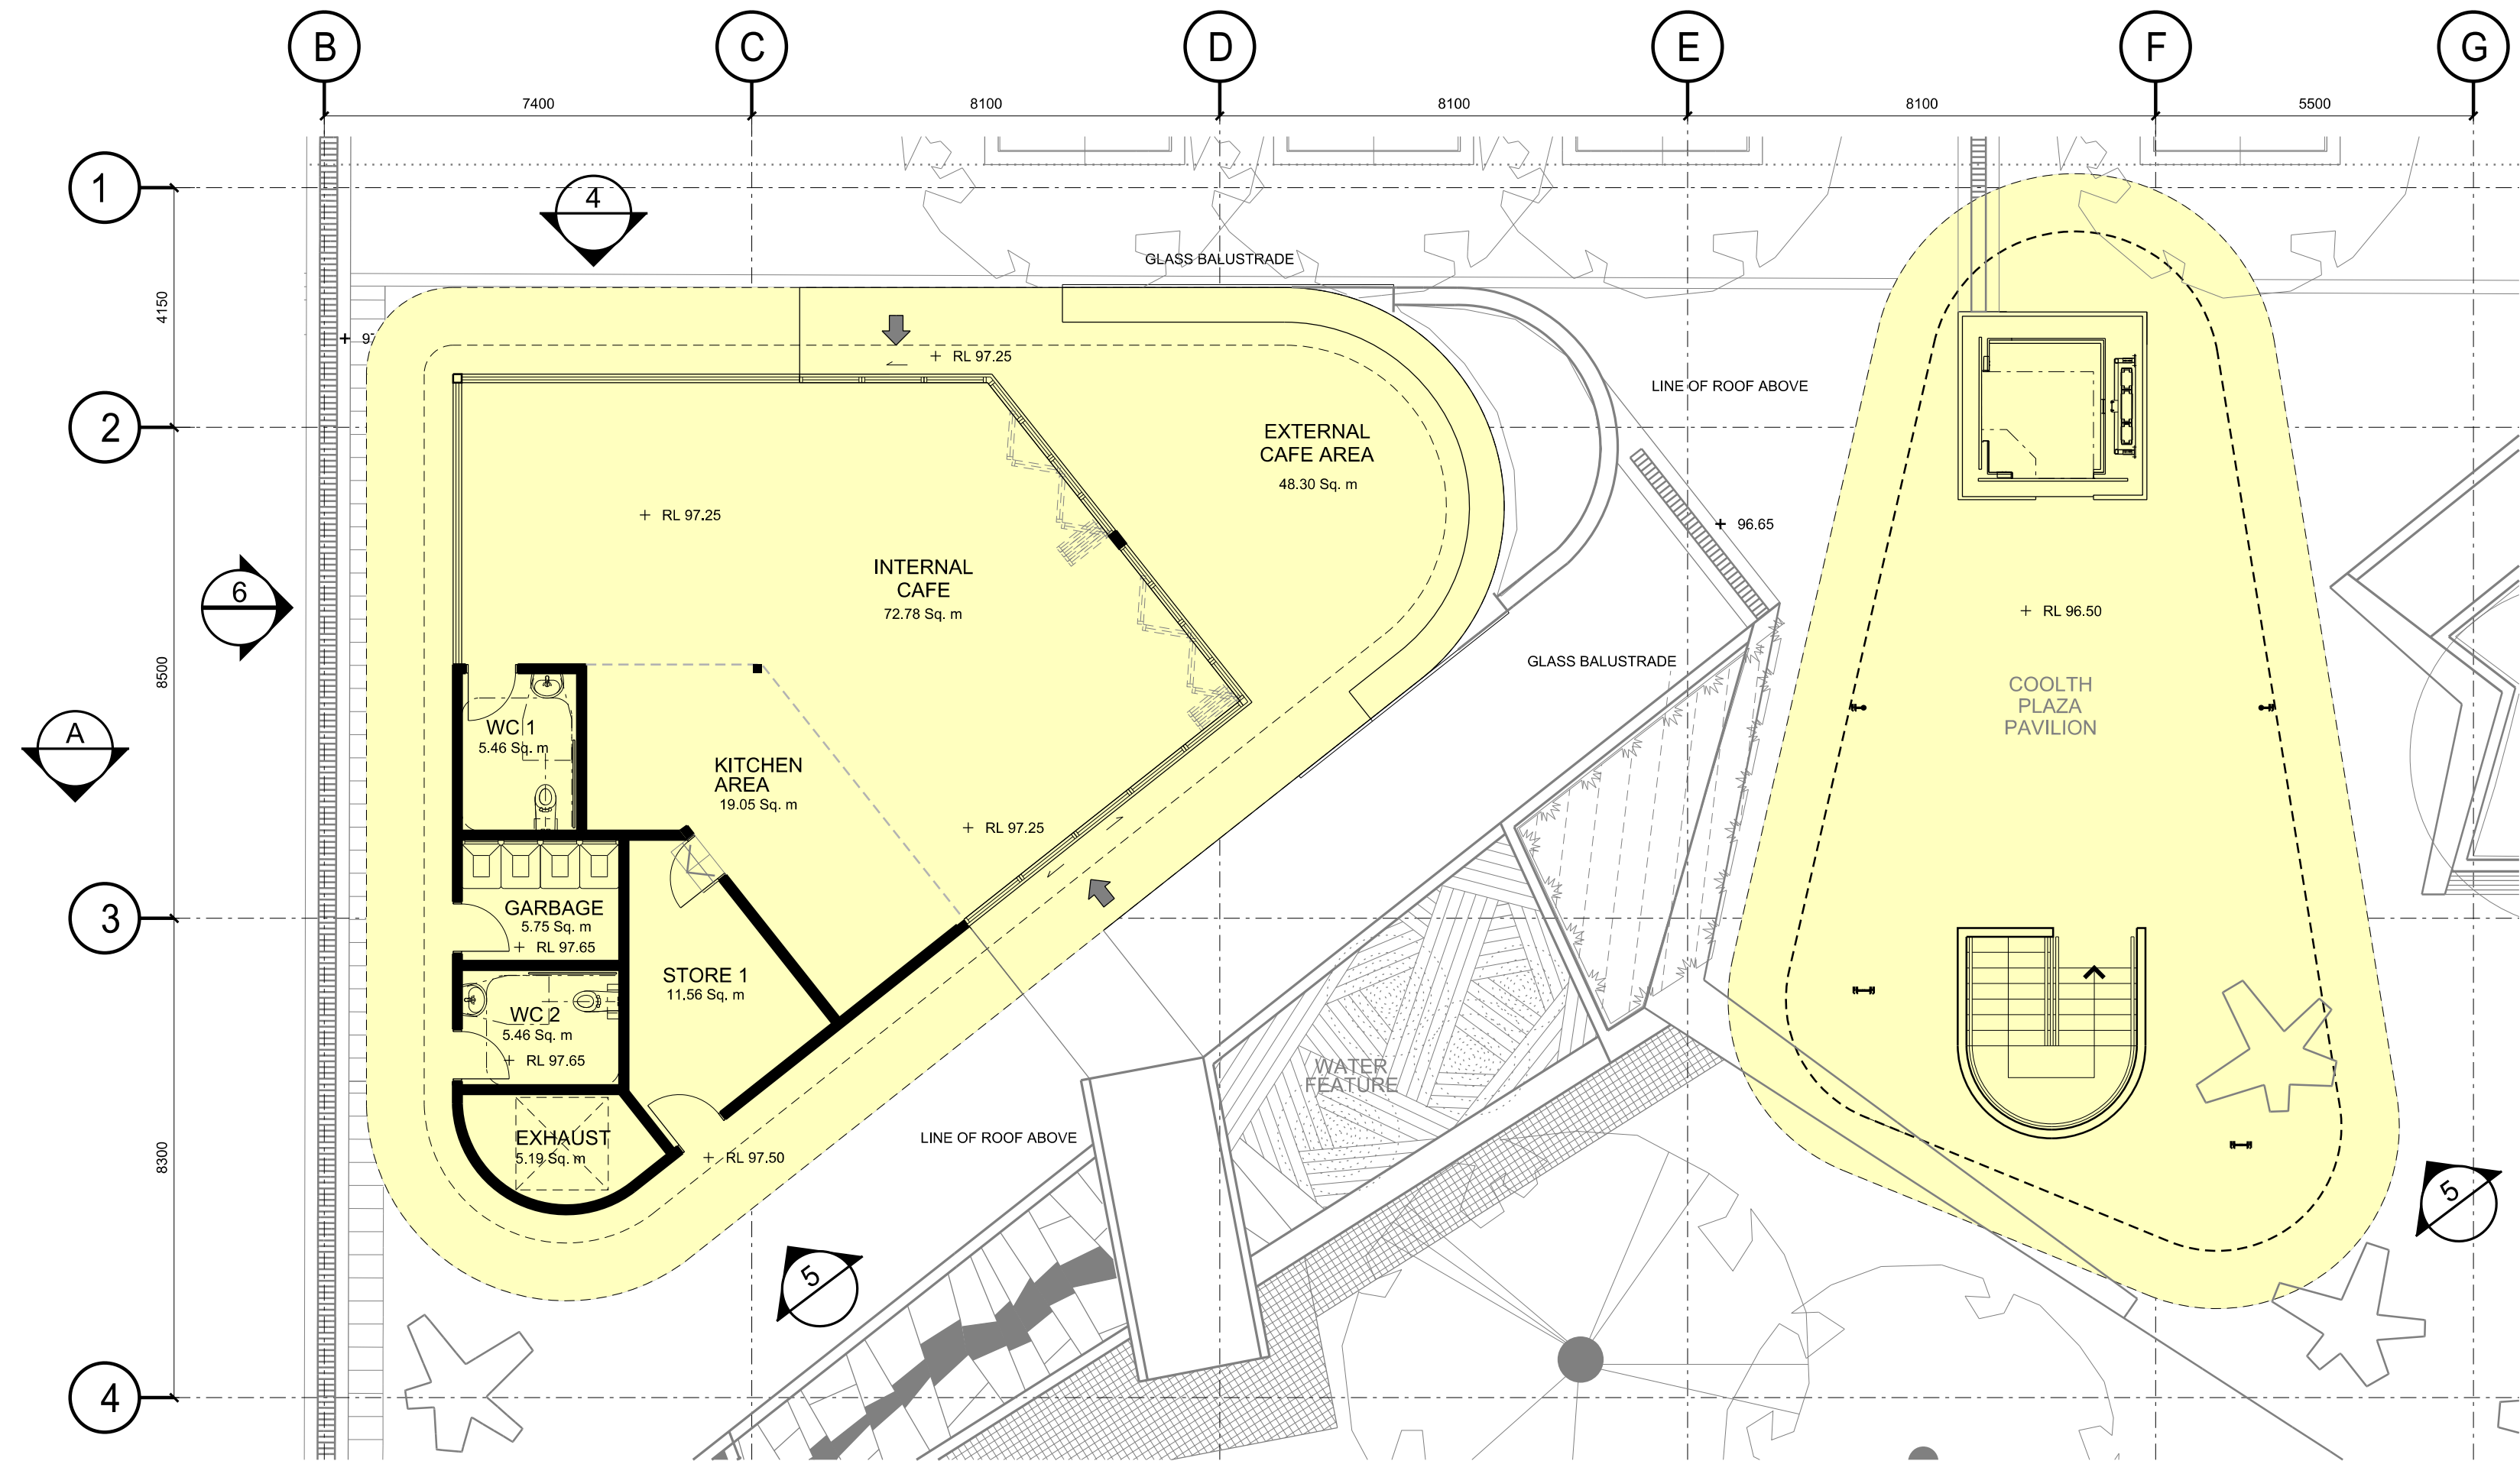 B
C
D
E
F
G
7400
8100
8100
8100
5500
1
4
GLASS BALUSTRADE
4150
97
RL 97.25
LINE OF ROOF ABOVE
2
EXTERNAL
CAFE AREA
48.30 Sq. m
RL 97.25
96.65
INTERNAL
CAFE
72.78 Sq. m
6
RL 96.50
8500
GLASS BALUSTRADE
COOLTH
PLAZA
PAVILION
WC 1
5.46 Sq. m
A
KITCHEN
AREA
19.05 Sq. m
RL 97.25
3
GARBAGE
5.75 Sq. m
RL 97.65
STORE 1
11.56 Sq. m
WC 2
5.46 Sq. m
RL 97.65
WATER
FEATURE
EXHAUST
5.19 Sq. m
LINE OF ROOF ABOVE
RL 97.50
8300
5
5
4